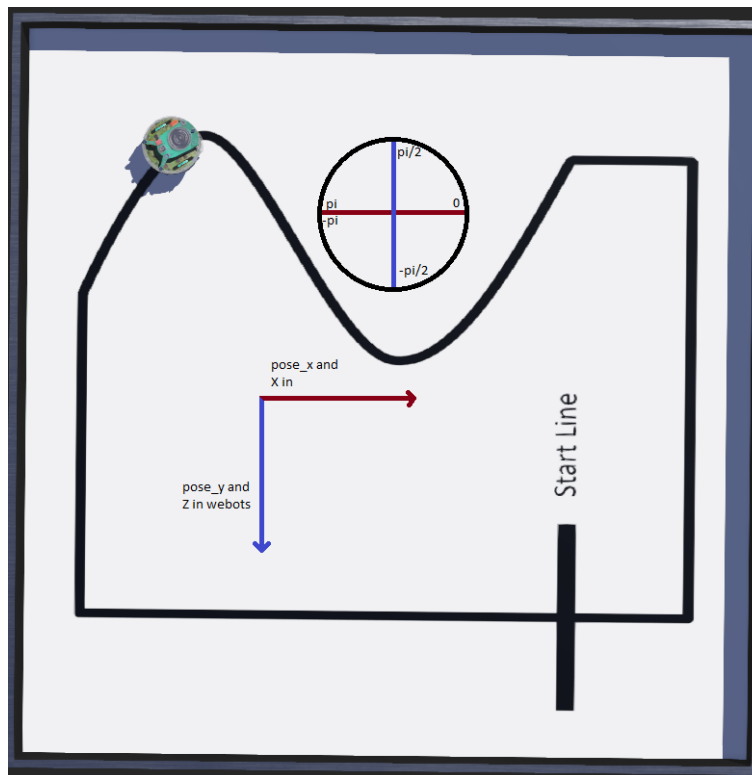 pi/2
pi
0
-pi
-pi/2
pose_x and
X in
Start Line
pose_y and
Z in webots